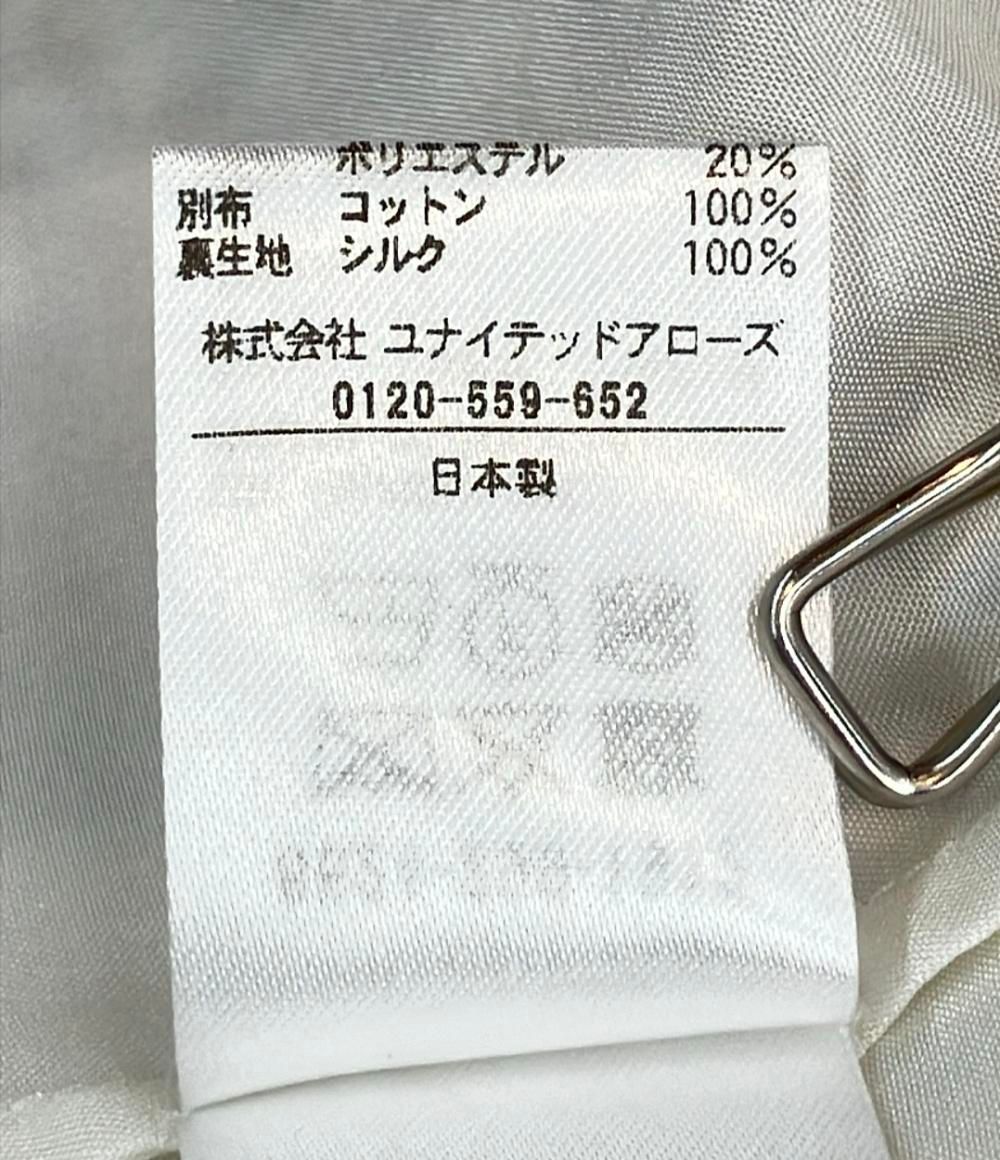 ポリエステル 20%
別布 コットン 100%
裏生地 シルク 100%
株式会社 ユナイテッドアローズ
0120-559-652
日本製